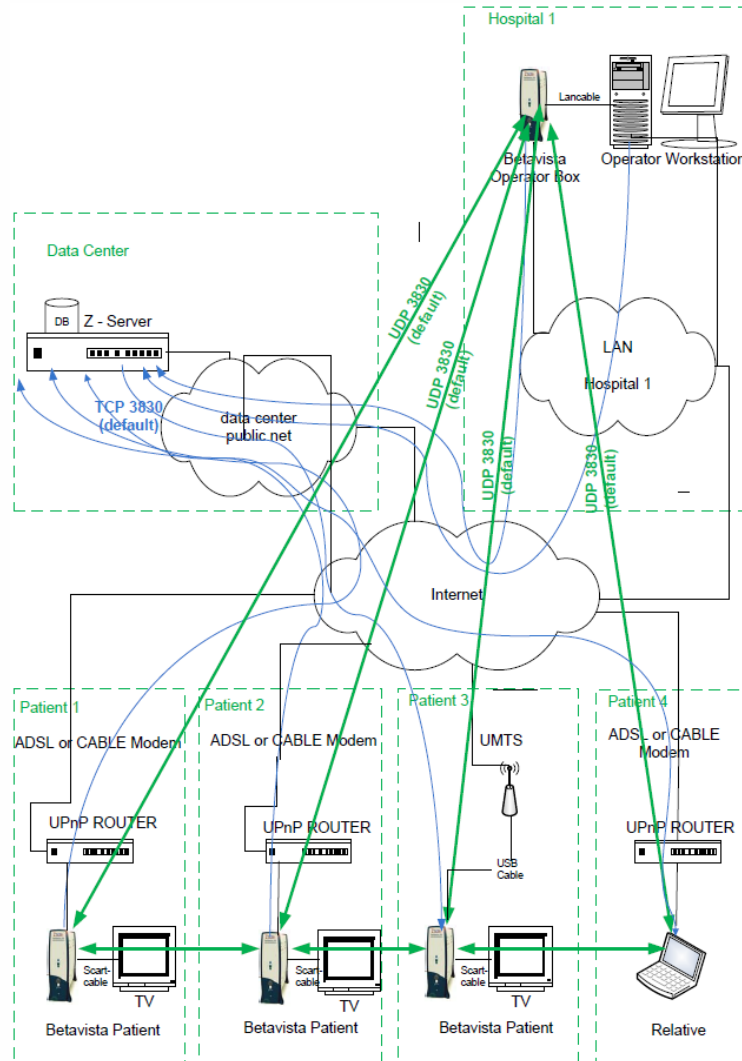 Hospital 1
Lancable
Betavista
Operator Box
Operator Workstation
Data Center
DB
Z - Server
TCP 3830
(default)
data center
public net
UDP 3830
(default)
UDP 3830
(default)
UDP 3830
(default)
UDP 3830
(default)
LAN
Hospital 1
Internet
Patient 1
ADSL or CABLE Modem
UPnP ROUTER
Scart-
cable
TV
Betavista Patient
Patient 2
ADSL or CABLE Modem
UPnP ROUTER
Scart-
cable
TV
Betavista Patient
Patient 3
UMTS
USB
Cable
Scart-
cable
TV
Betavista Patient
Patient 4
ADSL or CABLE
Modem
UPnP ROUTER
Relative